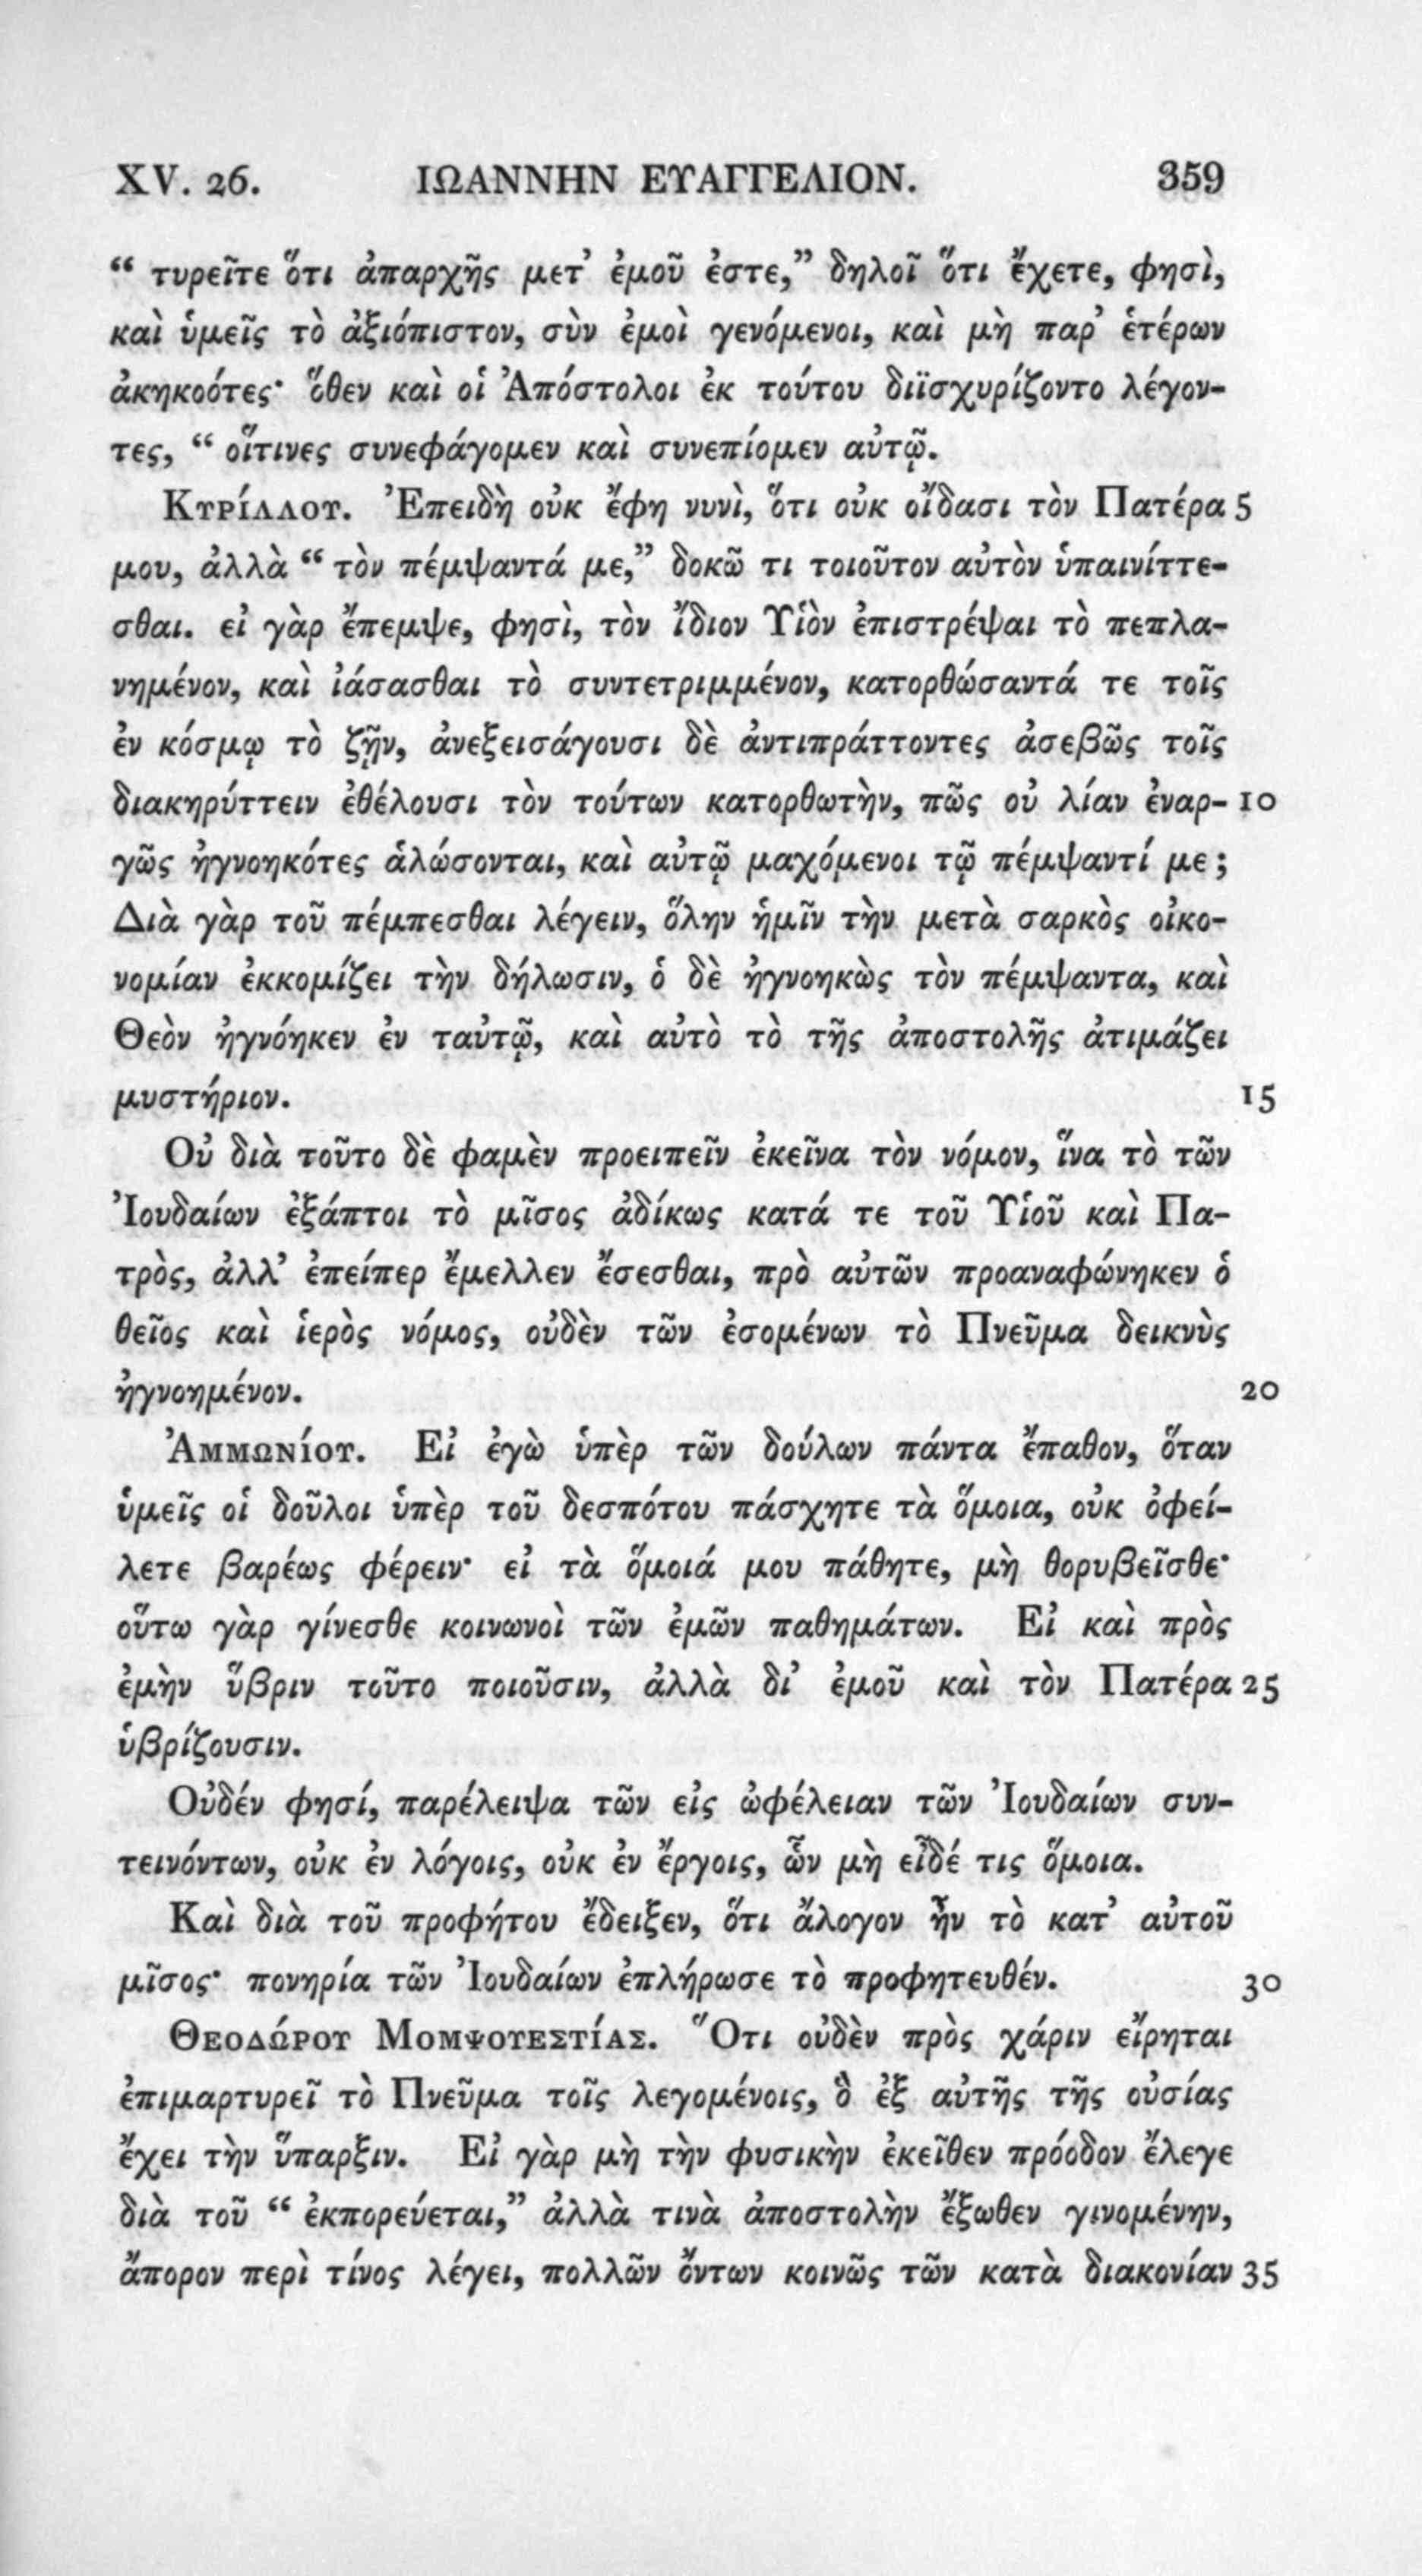 XV. 26. ΙΩΑΝΝΗΝ ΕΥΑΓΓΕΛΙΟΝ. 359
“ τυρεῖτε ὅτι ἀπαρχῆς μετ’ ἐμοῦ ἐστε,” δηλοῖ ὅτι ἔχετε, φησὶ,
καὶ ὑμεῖς τὸ ἀξιόπιστον, σὺν ἐμοὶ γενόμενοι, καὶ μὴ παρ’ ἑτέρων
ἀκηκοότες· ὅθεν καὶ οἱ Ἀπόστολοι ἐκ τούτου διϊσχυρίζοντο λέγον-
τες, “ οἵτινες συνεφάγομεν καὶ συνεπίομεν αὐτῷ.
Κυρίλλου. Ἐπειδὴ οὐκ ἔφη νυνὶ, ὅτι οὐκ οἴδασι τὸν Πατέρα 5
μου, ἀλλὰ “ τὸν πέμψαντά με,” δοκῶ τι τοιοῦτον αὐτὸν ὑπαινίττε-
σθαι. εἰ γὰρ ἔπεμψε, φησὶ, τὸν ἴδιον Υἱὸν ἐπιστρέψαι τὸ πεπλα-
νημένον, καὶ ἰάσασθαι τὸ συντετριμμένον, κατορθώσαντά τε τοῖς
ἐν κόσμῳ τὸ ζῇν, ἀνεξεισάγουσι δὲ ἀντιπράττοντες ἀσεβῶς τοῖς
διακηρύττειν ἐθέλουσι τὸν τούτων κατορθωτὴν, πῶς οὐ λίαν ἐναρ- 10
γῶς ἠγνοηκότες ἁλώσονται, καὶ αὐτῷ μαχόμενοι τῷ πέμψαντί με ;
Διὰ γὰρ τοῦ πέμπεσθαι λέγειν, ὅλην ἡμῖν τὴν μετὰ σαρκὸς οἰκο-
νομίαν ἐκκομίζει τὴν δήλωσιν, ὁ δὲ ἠγνοηκὼς τὸν πέμψαντα, καὶ
Θεὸν ἠγνόηκεν ἐν ταὐτῷ, καὶ αὐτὸ τὸ τῆς ἀποστολῆς ἀτιμάζει
μυστήριον. 15
Οὐ διὰ τοῦτο δὲ φαμὲν προειπεῖν ἐκεῖνα τὸν νόμον, ἵνα τὸ τῶν
Ἰουδαίων ἐξάπτοι τὸ μῖσος ἀδίκως κατά τε τοῦ Υἱοῦ καὶ Πα-
τρὸς, ἀλλ’ ἐπείπερ ἔμελλεν ἔσεσθαι, πρὸ αὐτῶν προαναφώνηκεν ὁ
θεῖος καὶ ἱερὸς νόμος, οὐδὲν τῶν ἐσομένων τὸ Πνεῦμα δεικνὺς
ἠγνοημένον. 20
Ἀμμωνίου. Εἰ ἐγὼ ὑπὲρ τῶν δούλων πάντα ἔπαθον, ὅταν
ὑμεῖς οἱ δοῦλοι ὑπὲρ τοῦ δεσπότου πάσχητε τὰ ὅμοια, οὐκ ὀφεί-
λετε βαρέως φέρειν· εἰ τὰ ὅμοιά μου πάθητε, μὴ θορυβεῖσθε·
οὕτω γὰρ γίνεσθε κοινωνοὶ τῶν ἐμῶν παθημάτων. Εἰ καὶ πρὸς
ἐμὴν ὕβριν τοῦτο ποιοῦσιν, ἀλλὰ δι’ ἐμοῦ καὶ τὸν Πατέρα 25
ὑβρίζουσιν.
Οὐδέν φησί, παρέλειψα τῶν εἰς ὠφέλειαν τῶν Ἰουδαίων συν-
τεινόντων, οὐκ ἐν λόγοις, οὐκ ἐν ἔργοις, ὧν μὴ εἶδέ τις ὅμοια.
Καὶ διὰ τοῦ προφήτου ἔδειξεν, ὅτι ἄλογον ἦν τὸ κατ’ αὐτοῦ
μῖσος· πονηρία τῶν Ἰουδαίων ἐπλήρωσε τὸ προφητευθέν. 30
Θεοδώρου Μομψουεστίας. Ὅτι οὐδὲν πρὸς χάριν εἴρηται
ἐπιμαρτυρεῖ τὸ Πνεῦμα τοῖς λεγομένοις, ὃ ἐξ αὐτῆς τῆς οὐσίας
ἔχει τὴν ὕπαρξιν. Εἰ γὰρ μὴ τὴν φυσικὴν ἐκεῖθεν πρόοδον ἔλεγε
διὰ τοῦ “ ἐκπορεύεται,” ἀλλὰ τινὰ ἀποστολὴν ἔξωθεν γινομένην,
ἄπορον περὶ τίνος λέγει, πολλῶν ὄντων κοινῶς τῶν κατὰ διακονίαν 35